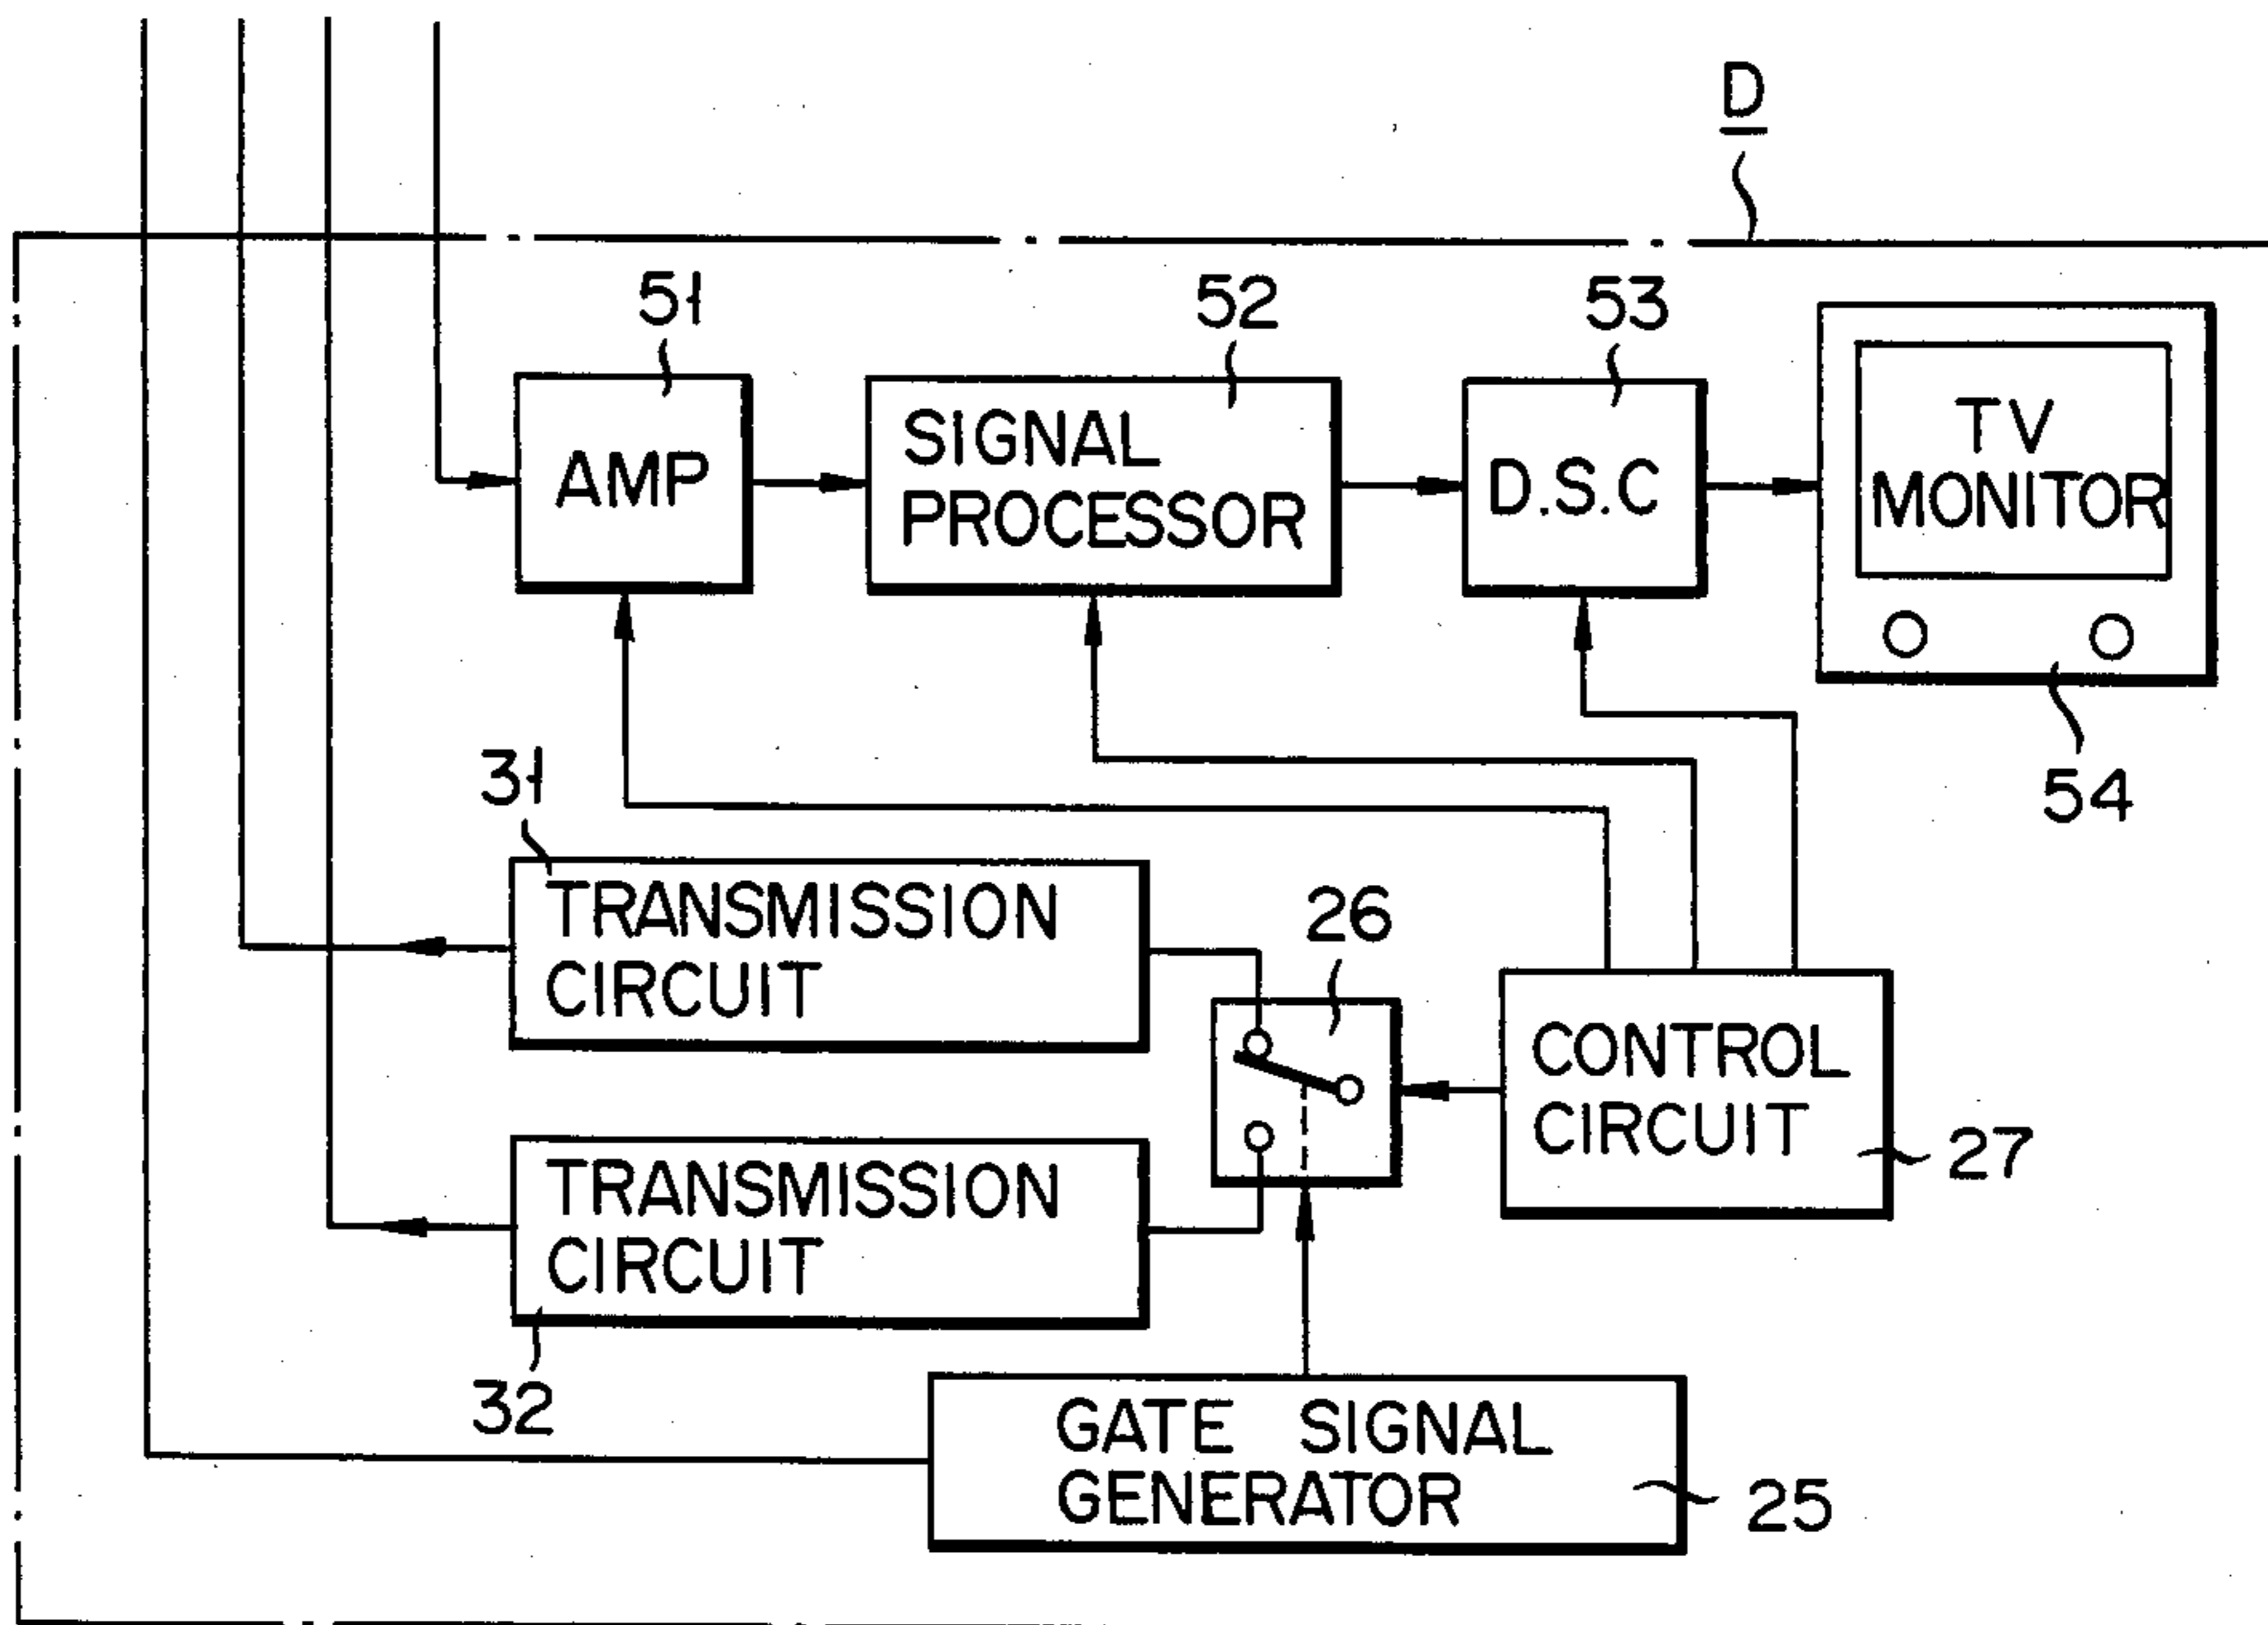 D
51
52
53
AMP
SIGNAL
PROCESSOR
D.S.C
TV
MONITOR
54
31
TRANSMISSION
CIRCUIT
26
CONTROL
CIRCUIT
27
TRANSMISSION
CIRCUIT
32
GATE SIGNAL
GENERATOR
25